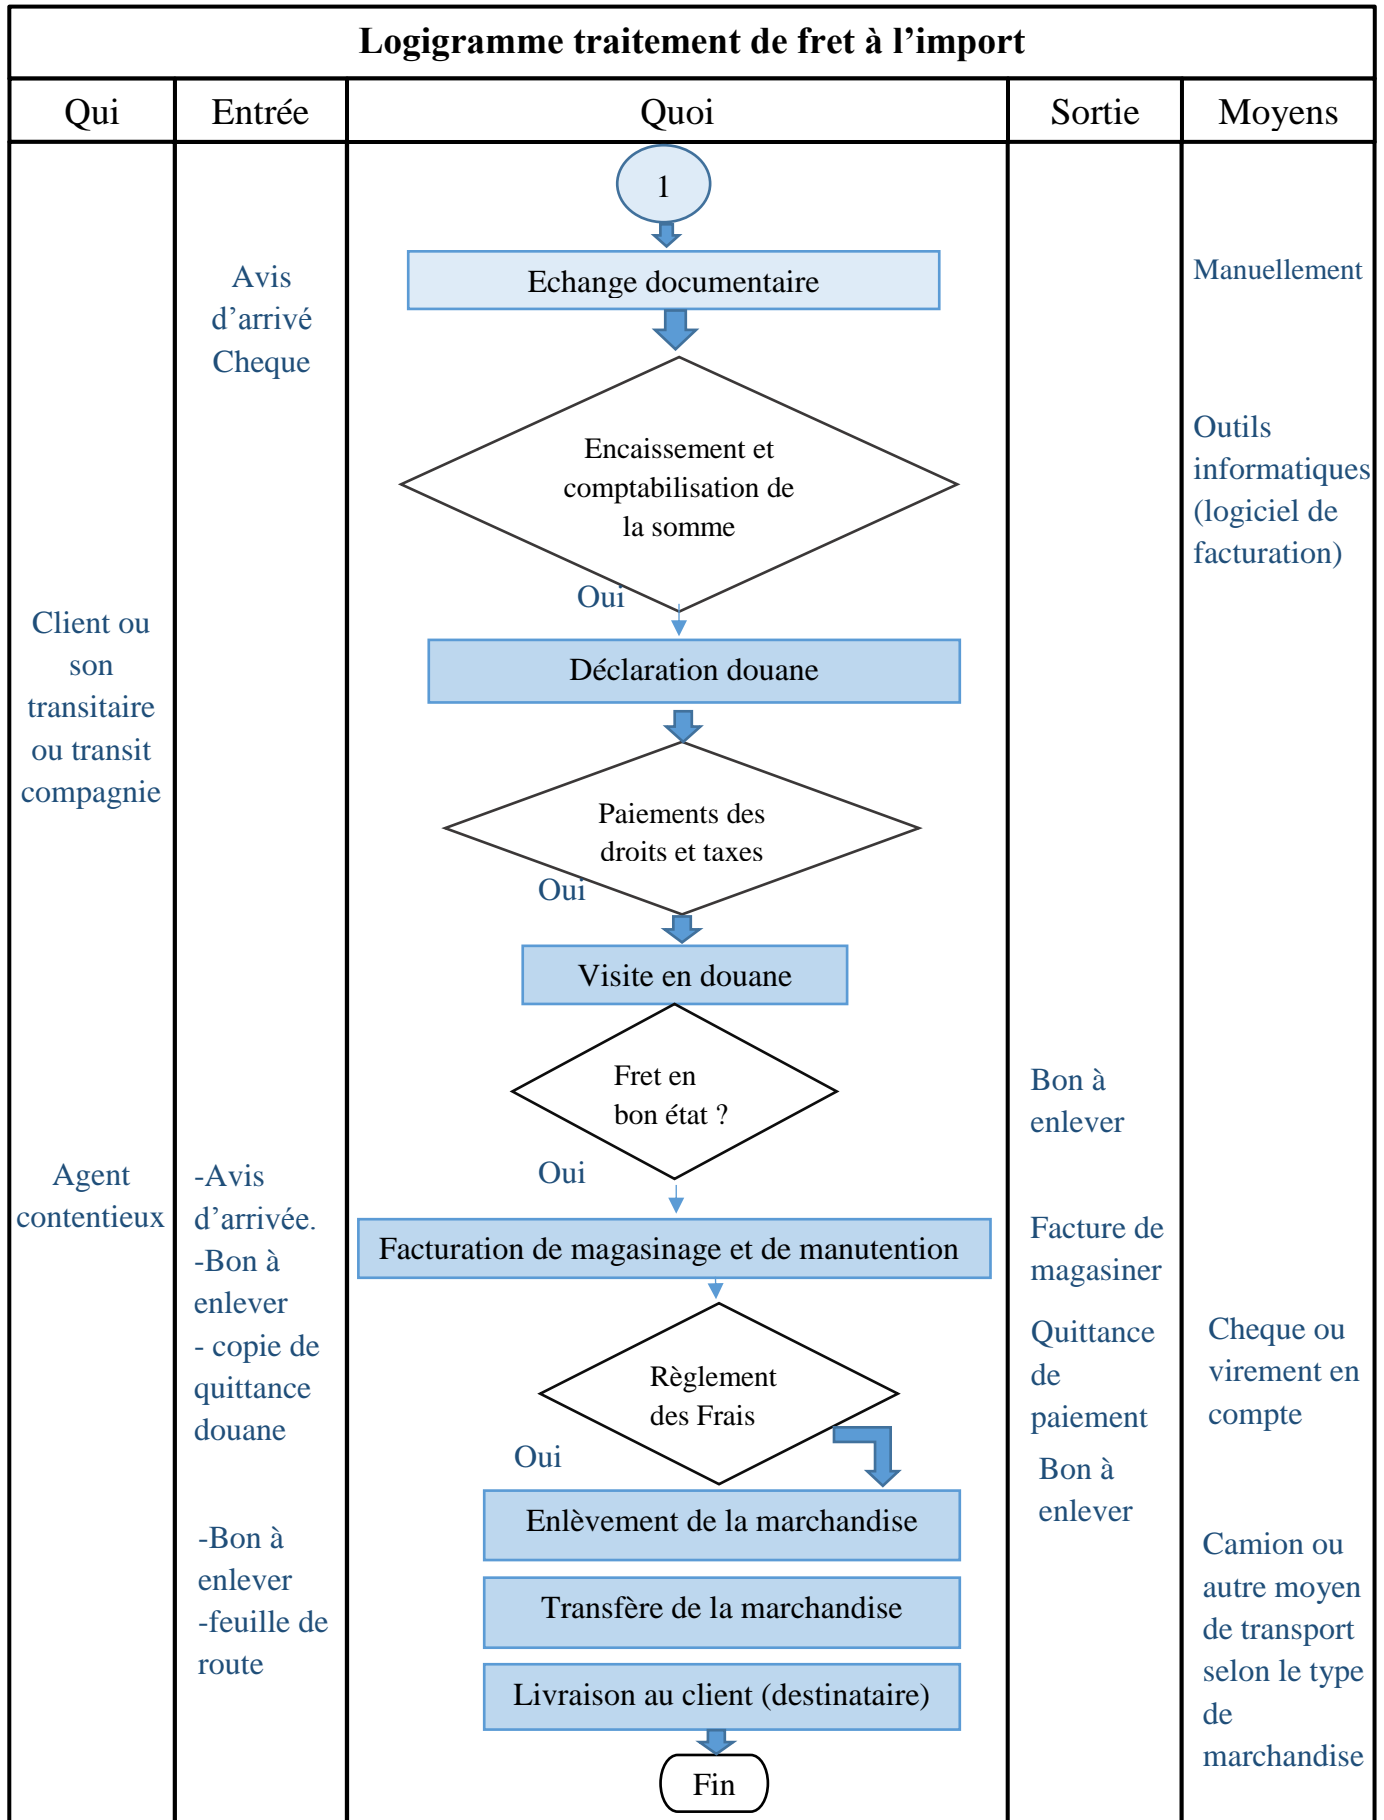 Logigramme traitement de fret à l’import
Qui
Entrée
Quoi
Sortie
Moyens
1
Avis
d’arrivé
Cheque
Echange documentaire
Manuellement
Encaissement et
comptabilisation de
la somme
Outils
informatiques
(logiciel de
facturation)
Oui
Client ou
son
transitaire
ou transit
compagnie
Déclaration douane
Paiements des
droits et taxes
Oui
Visite en douane
Fret en
bon état ?
Bon à
enlever
Oui
Agent
contentieux
-Avis
d’arrivée.
-Bon à
enlever
- copie de
quittance
douane
Facturation de magasinage et de manutention
Facture de
magasiner
Règlement
des Frais
Quittance
de
paiement
Cheque ou
virement en
compte
Oui
Bon à
enlever
Enlèvement de la marchandise
-Bon à
enlever
-feuille de
route
Transfère de la marchandise
Camion ou
autre moyen
de transport
selon le type
de
marchandise
Livraison au client (destinataire)
Fin